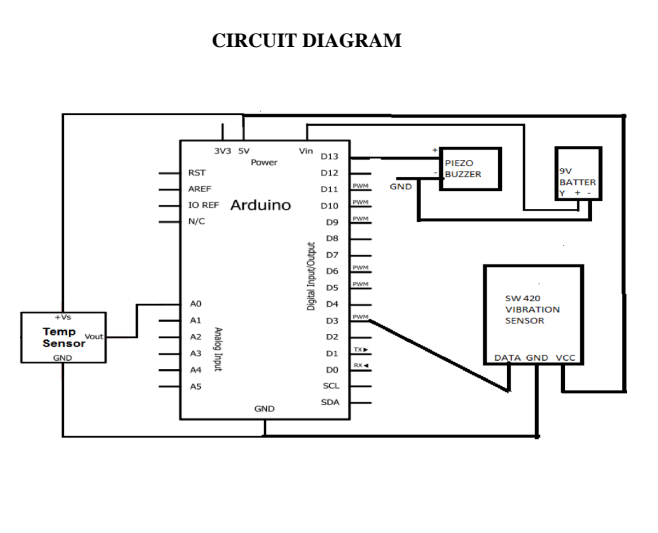 CIRCUIT DIAGRAM
3V3 5V Vin
Power
RST
AREF
IO REF
N/C
Arduino
D13
D12
D11 PWM
D10 PWM
D9 PWM
D8
D7
D6 PWM
D5 PWM
D4
D3 PWM
D2
D1 TX►
D0 RX◄
SCL
SDA
Digital Input/Output
A0
A1
A2
A3
A4
A5
Analog Input
GND
+
PIEZO
- BUZZER
GND
9V
BATTER
Y + -
+Vs
Temp
Sensor
Vout
GND
SW 420
VIBRATION
SENSOR
DATA GND VCC